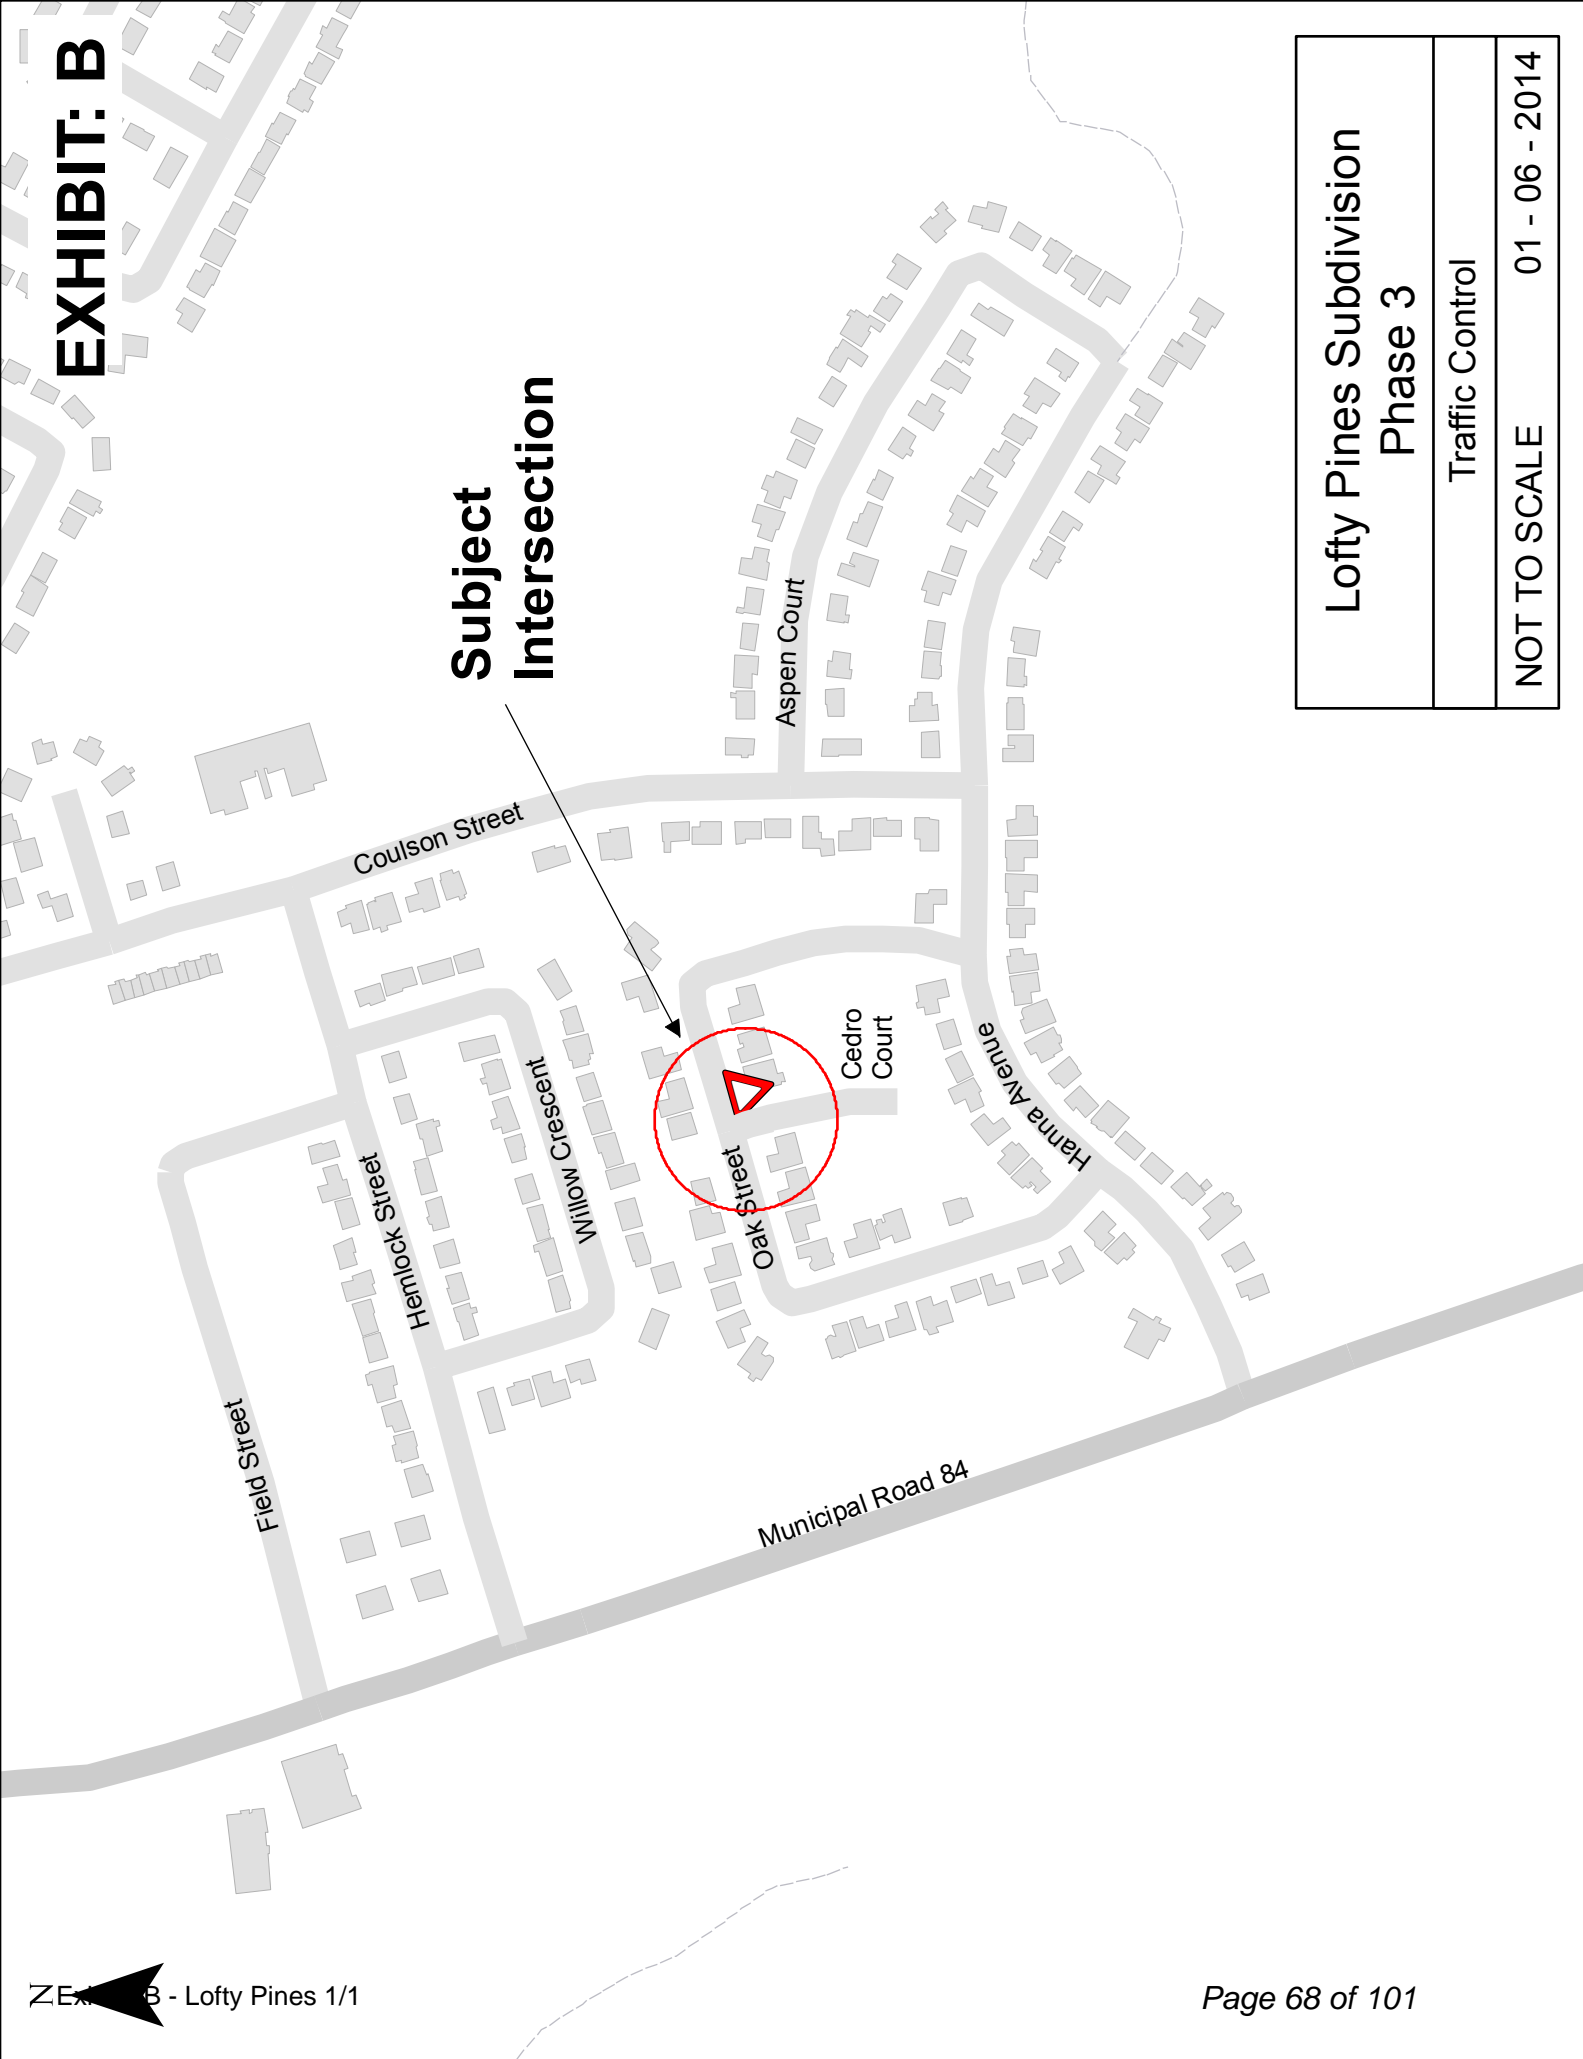 EXHIBIT: B
Subject
Intersection
Coulson Street
Aspen Court
Cedro
Court
Hanna Avenue
Willow Crescent
Hemlock Street
Oak Street
Field Street
Municipal Road 84
Lofty Pines Subdivision
Phase 3
Traffic Control
NOT TO SCALE 01 - 06 - 2014
N
B - Lofty Pines 1/1
Page 68 of 101